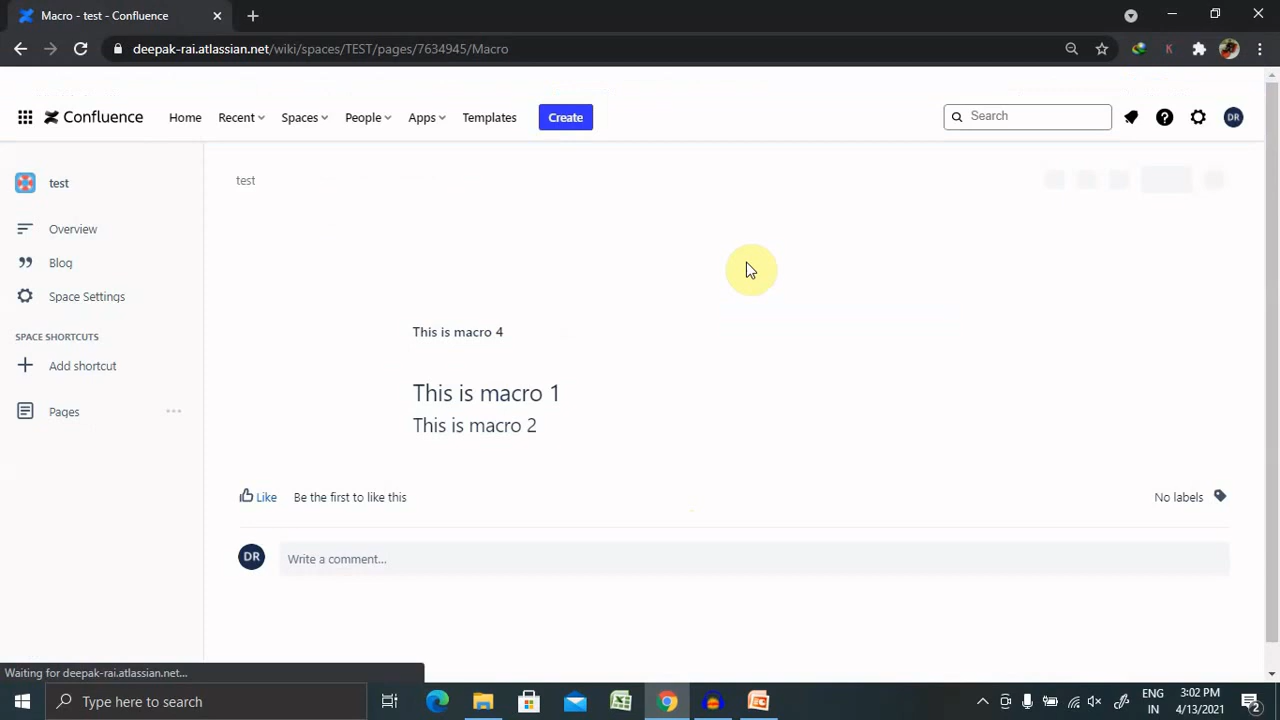 Macro - test - Confluence
deepak-rai.atlassian.net/wiki/spaces/TEST/pages/7634945/Macro
K
Confluence Home Recent Spaces People Apps Templates Create Search DR
test
test
Overview
Blog
Space Settings
SPACE SHORTCUTS
Add shortcut
Pages
This is macro 4
This is macro 1
This is macro 2
Like Be the first to like this No labels
DR Write a comment...
Waiting for deepak-rai.atlassian.net...
Type here to search
ENG
IN
3:02 PM
4/13/2021
2